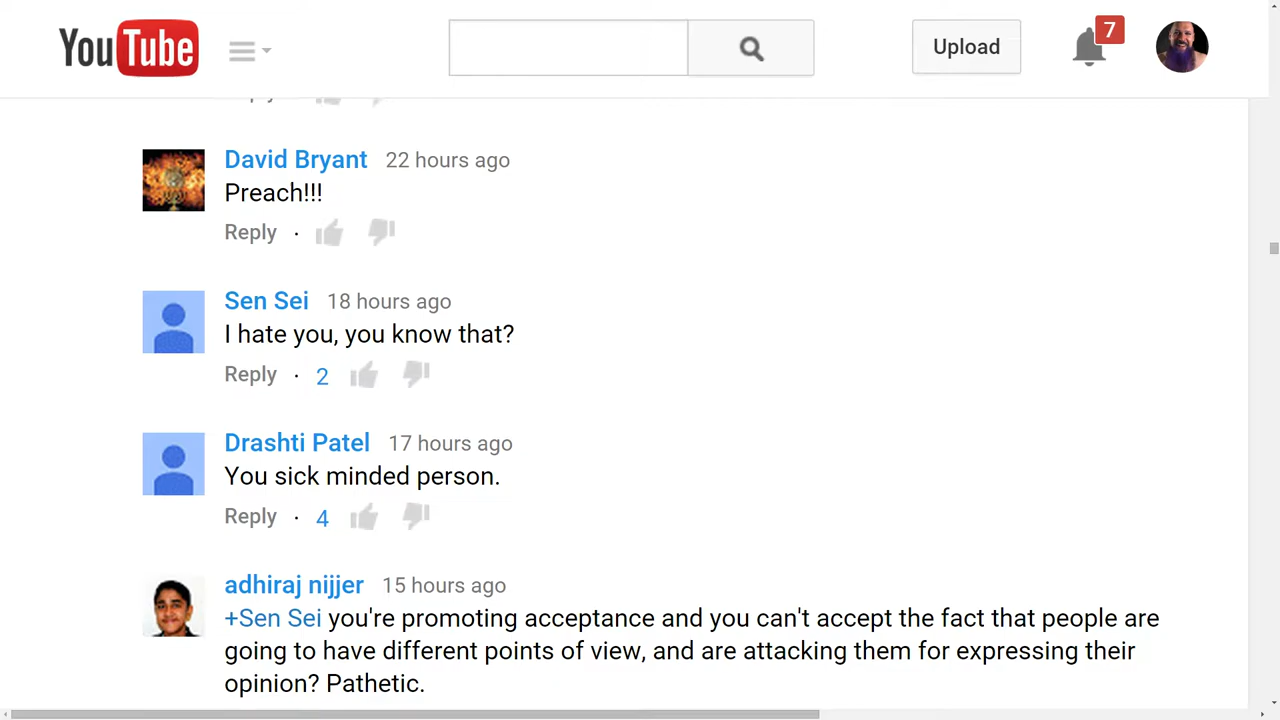 YouTube
Upload
7
David Bryant 22 hours ago
Preach!!!
Reply ·
Sen Sei 18 hours ago
I hate you, you know that?
Reply · 2
Drashti Patel 17 hours ago
You sick minded person.
Reply · 4
adhiraj nijjer 15 hours ago
+Sen Sei you're promoting acceptance and you can't accept the fact that people are
going to have different points of view, and are attacking them for expressing their
opinion? Pathetic.